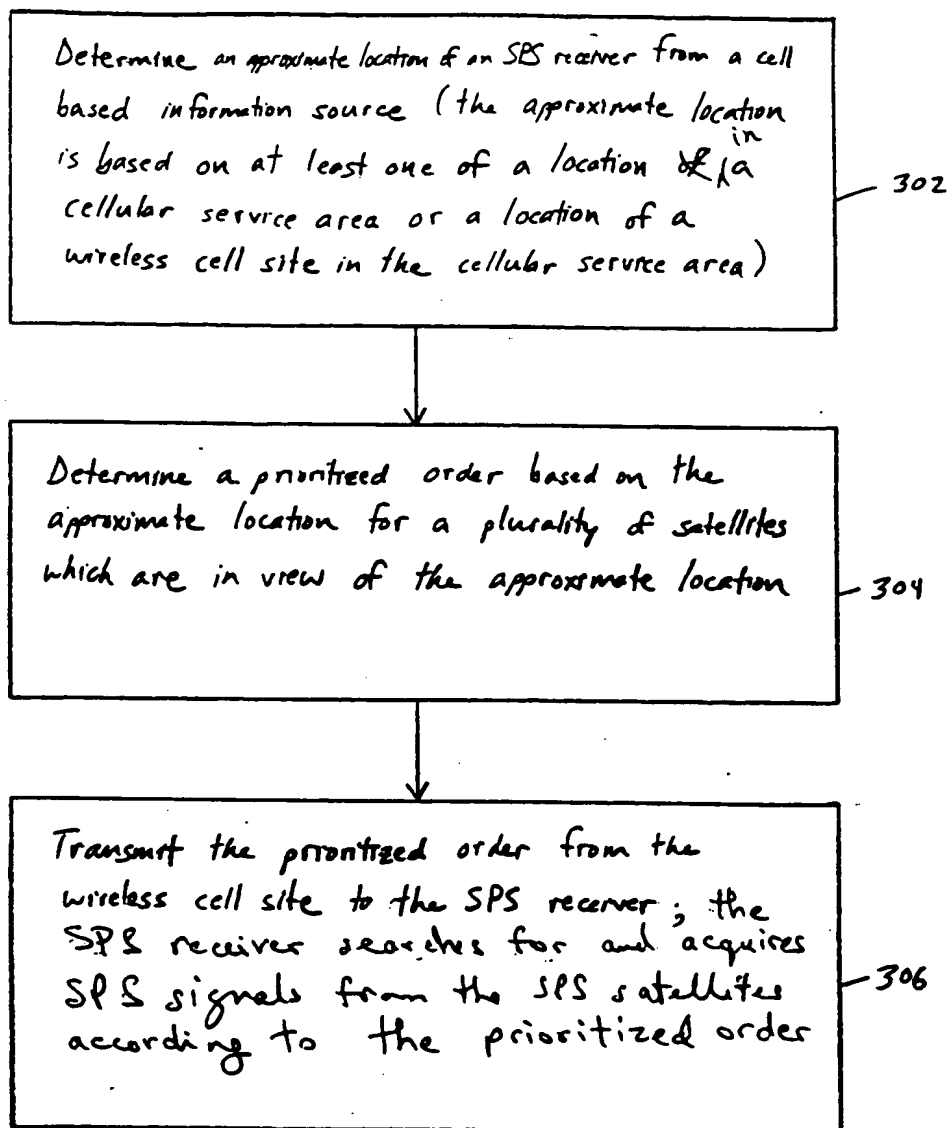 Determine an approximate location of an SPS receiver from a cell
based information source (the approximate location
is based on at least one of a location in a
cellular service area or a location of a
wireless cell site in the cellular service area)
302
Determine a prioritized order based on the
approximate location for a plurality of satellites
which are in view of the approximate location
304
Transmit the prioritized order from the
wireless cell site to the SPS receiver; the
SPS receiver searches for and acquires
SPS signals from the SPS satellites
according to the prioritized order
306